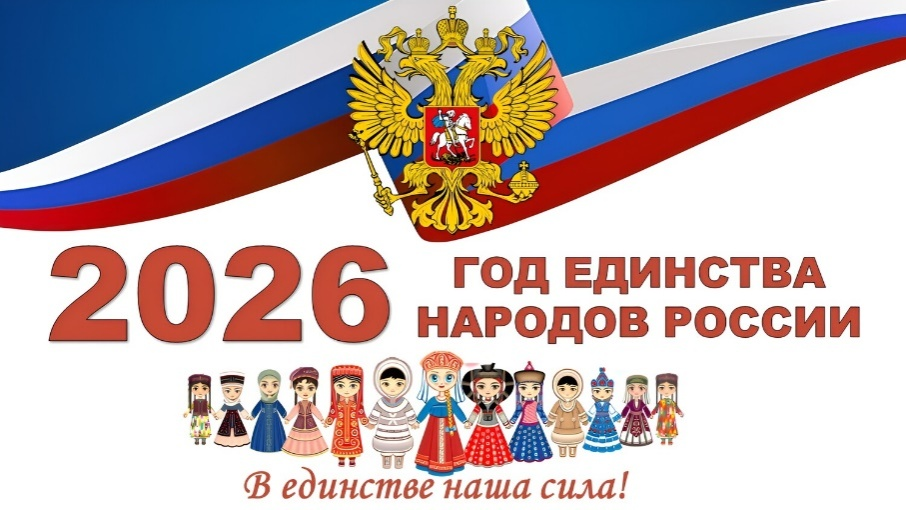 2026
ГОД ЕДИНСТВА
НАРОДОВ РОССИИ
В единстве наша сила!